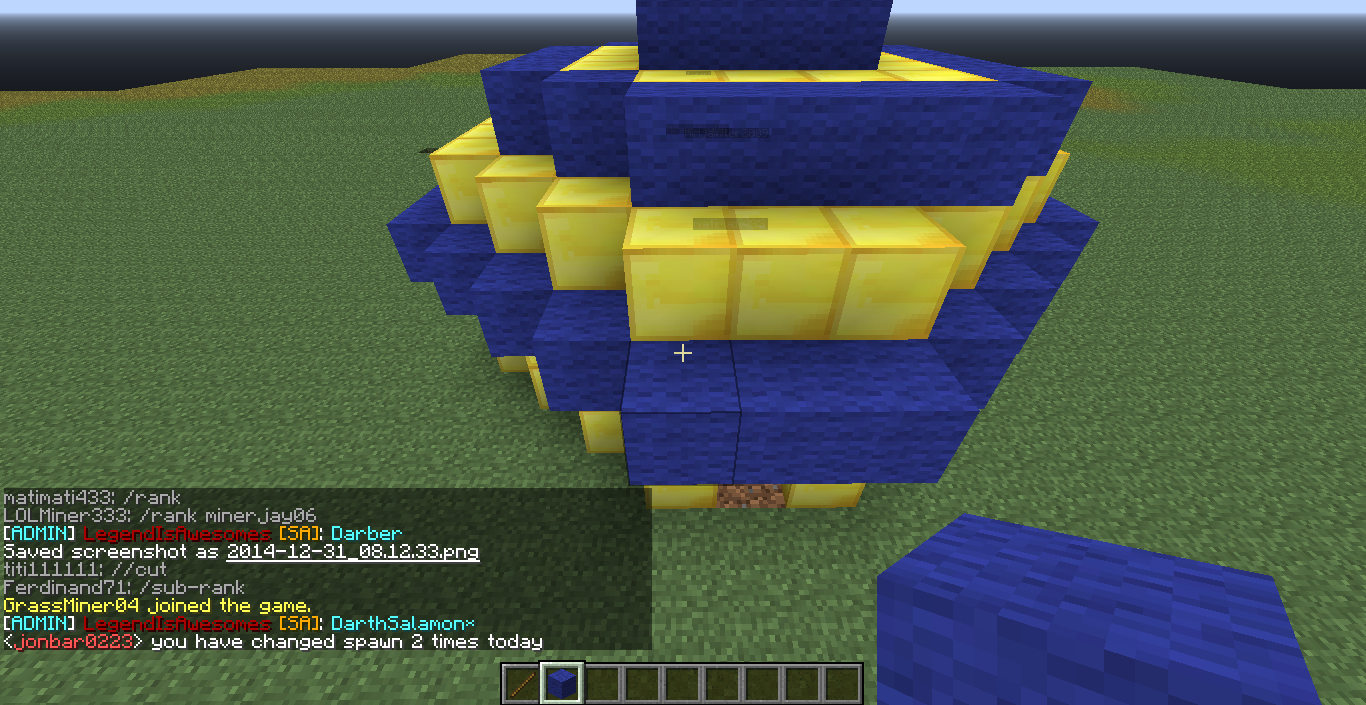 matimati433: /rank
LOLMiner333: /rank minerjay06
[ADMIN] LegendIsAwesomes [SA]: Darber
Saved screenshot as 2014-12-31_08.12.33.png
titi111111: //cut
Ferdinand71: /sub-rank
GrassMiner04 joined the game.
[ADMIN] LegendIsAwesomes [SA]: DarthSalamon*
<jonbar0223> you have changed spawn 2 times today